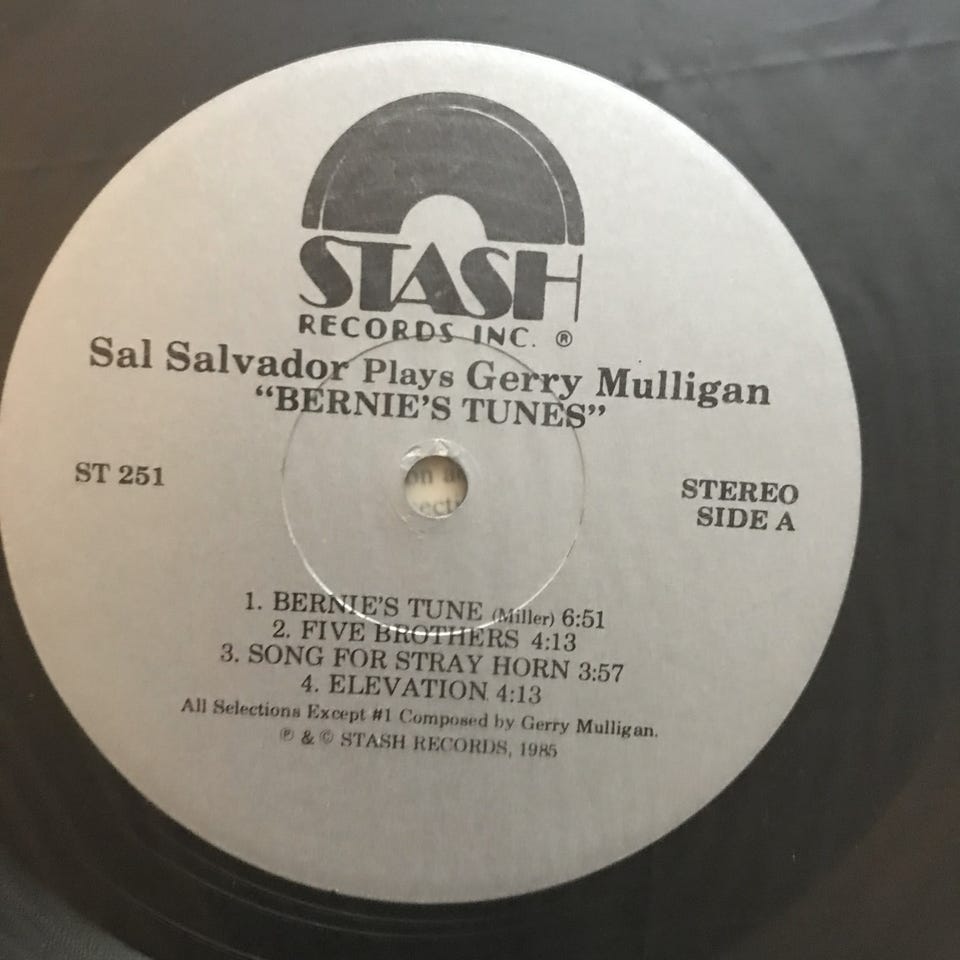 STASH
RECORDS INC. ®
Sal Salvador Plays Gerry Mulligan
“BERNIE'S TUNES”
ST 251
STEREO
SIDE A
on a
ect
1. BERNIE'S TUNE (Miller) 6:51
2. FIVE BROTHERS 4:13
3. SONG FOR STRAY HORN 3:57
4. ELEVATION 4:13
All Selections Except #1 Composed by Gerry Mulligan.
℗ & © STASH RECORDS, 1985